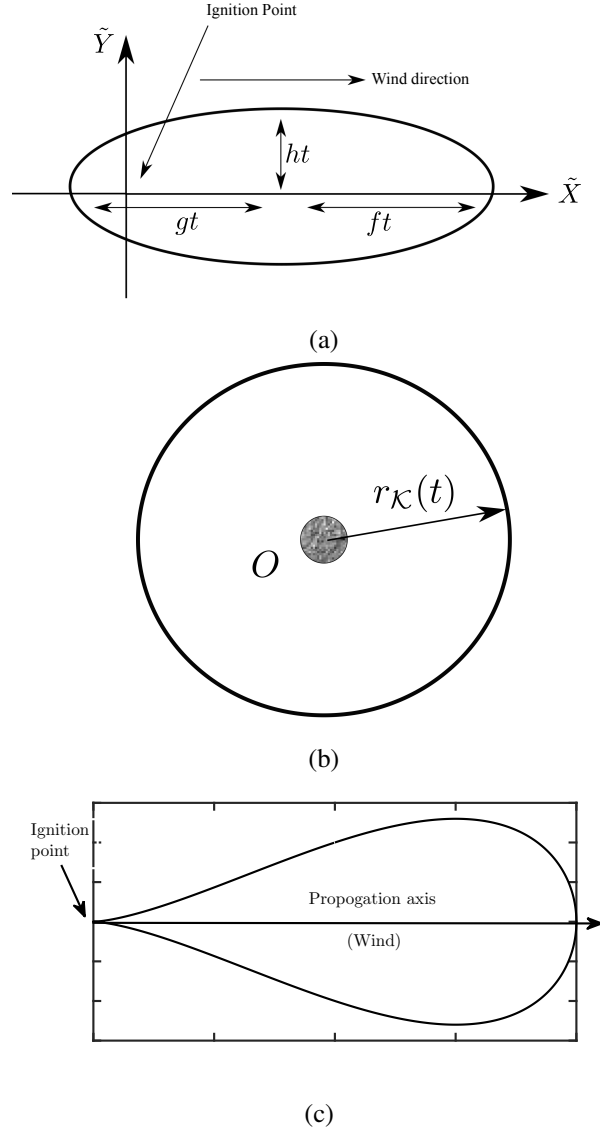 Ignition Point
Ỹ
Wind direction
ht
X̃
gt
ft
(a)
r_𝒦(t)
O
(b)
Ignition
point
Propogation axis
(Wind)
(c)